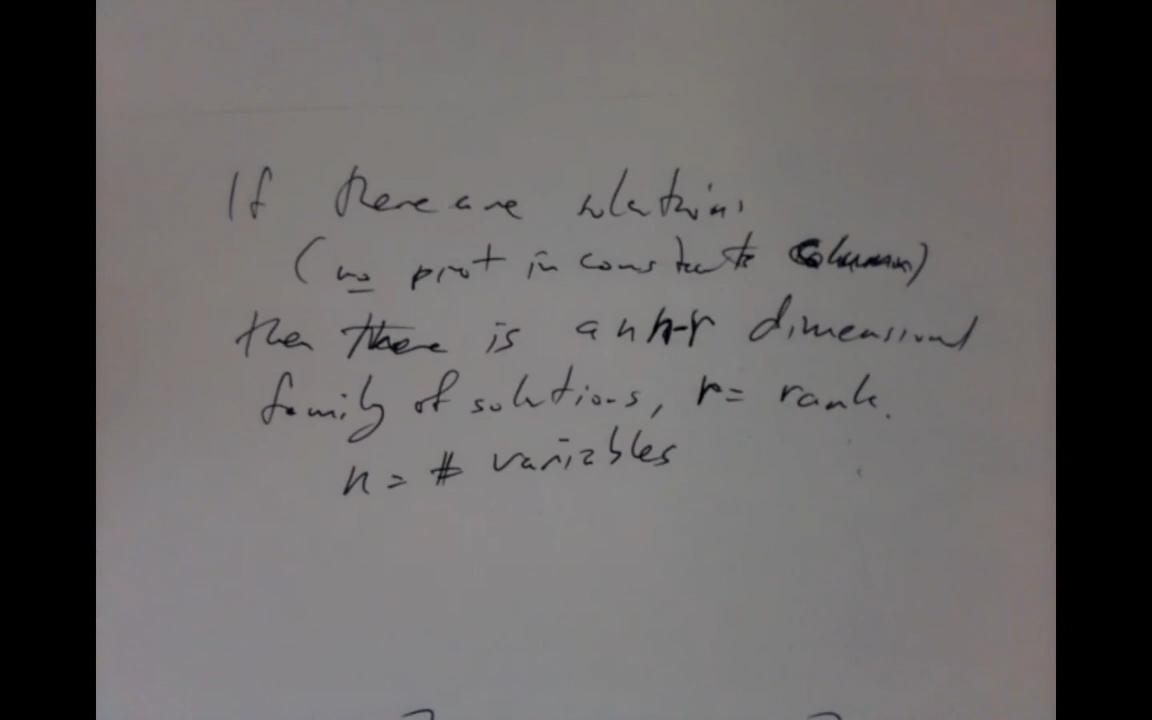 If there are solutions
(no pivot in constants column)
then there is an n-r dimensional
family of solutions, r = rank.
n = # variables